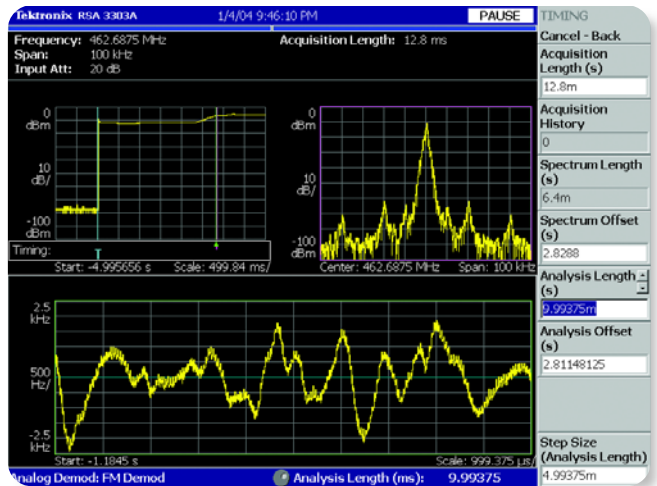 Tektronix RSA 3303A 1/4/04 9:46:10 PM PAUSE TIMING
Frequency: 462.6875 MHz Acquisition Length: 12.8 ms
Span: 100 kHz
Input Att: 20 dB
Cancel - Back
Acquisition
Length (s)
12.8m
Acquisition
History
0
Spectrum Length
(s)
6.4m
Spectrum Offset
(s)
2.8288
Analysis Length
(s)
9.99375m
Analysis Offset
(s)
2.81148125
Step Size
(Analysis Length)
4.99375m
0
dBm
10
dB/
-100
dBm
Timing:
T
Start: -4.995656 s Scale: 499.84 ms/
0
dBm
10
dB/
-100
dBm
Center: 462.6875 MHz Span: 100 kHz
2.5
kHz
500
Hz/
-2.5
kHz
Start: -1.1845 s Scale: 999.375 µs/
Analog Demod: FM Demod Analysis Length (ms): 9.99375